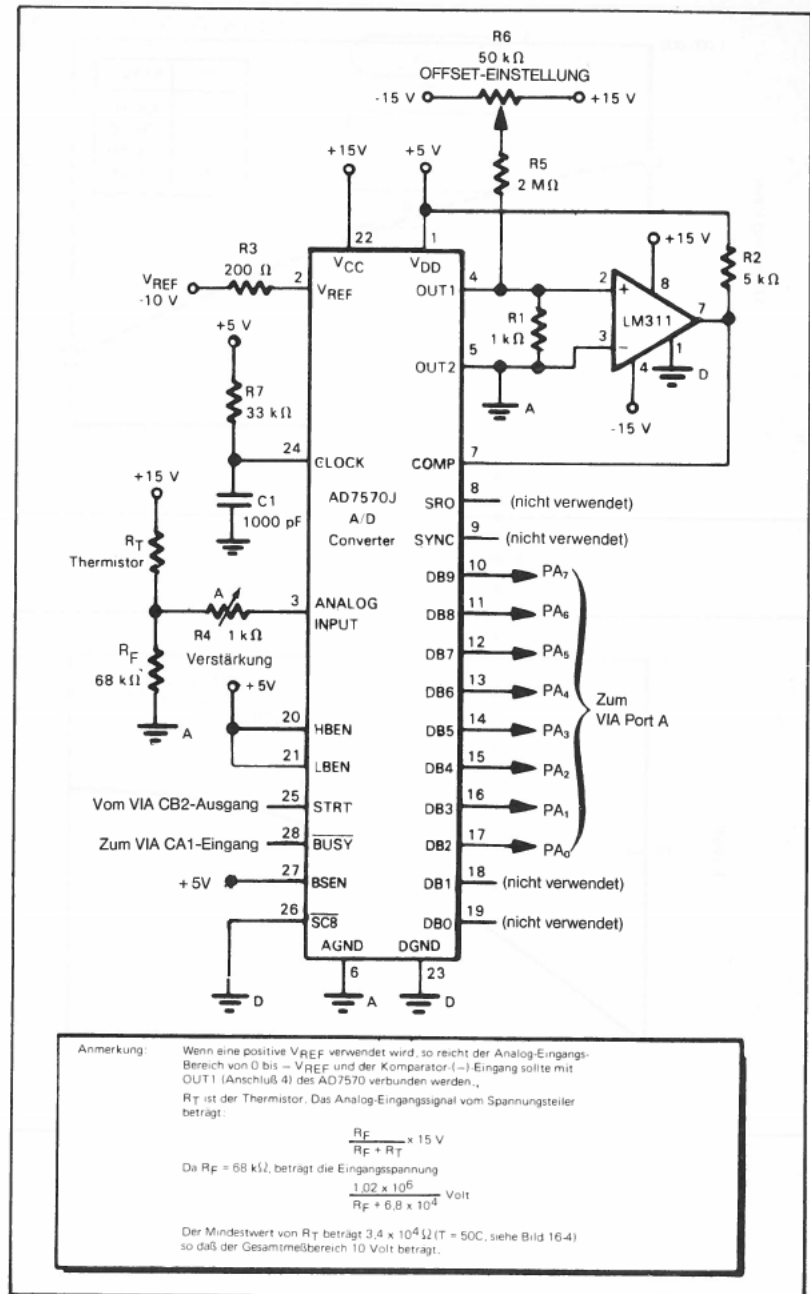 R6
50 kΩ
OFFSET-EINSTELLUNG
-15 V
+15 V
+15V
+5 V
R5
2 MΩ
22
1
R3
200 Ω
VCC
VDD
+15 V
R2
5 kΩ
VREF
-10 V
2
VREF
4
OUT1
2
+
8
7
R1
1 kΩ
LM311
+5 V
3
−
1
D
5
OUT2
4
A
-15 V
R7
33 kΩ
24
CLOCK
COMP
7
+15 V
C1
1000 pF
AD7570J
A/D
Converter
SRO
8
(nicht verwendet)
RT
Thermistor
SYNC
9
(nicht verwendet)
DB9
10
PA7
A
3
ANALOG
INPUT
R4 1 kΩ
Verstärkung
DB8
11
PA6
RF
68 kΩ
DB7
12
PA5
+ 5V
DB6
13
PA4
Zum
VIA Port A
A
20
HBEN
DB5
14
PA3
21
LBEN
DB4
15
PA2
Vom VIA CB2-Ausgang
25
STRT
DB3
16
PA1
Zum VIA CA1-Eingang
28
BUSY
DB2
17
PA0
+ 5V
27
BSEN
DB1
18
(nicht verwendet)
26
SC8
DB0
19
(nicht verwendet)
AGND
DGND
6
23
D
A
D
Anmerkung:
Wenn eine positive VREF verwendet wird, so reicht der Analog-Eingangs-
Bereich von 0 bis − VREF und der Komparator-(−)-Eingang sollte mit
OUT1 (Anschluß 4) des AD7570 verbunden werden.,
RT ist der Thermistor. Das Analog-Eingangssignal vom Spannungsteiler
beträgt:
RF
RF + RT
x 15 V
Da RF = 68 kΩ, beträgt die Eingangsspannung
1,02 x 10⁶
RF + 6,8 x 10⁴
Volt
Der Mindestwert von RT beträgt 3,4 x 10⁴ Ω (T = 50C, siehe Bild 16-4)
so daß der Gesamtmeßbereich 10 Volt beträgt.